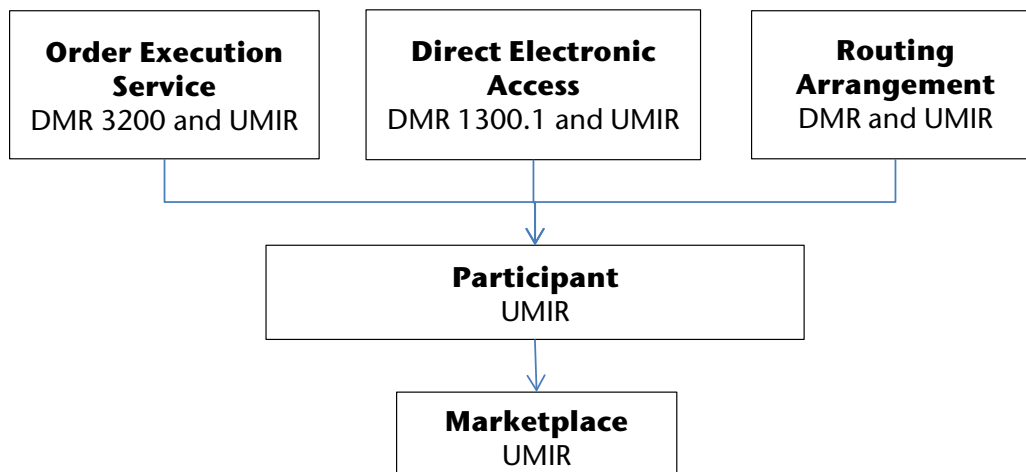 Order Execution
Service
DMR 3200 and UMIR
Direct Electronic
Access
DMR 1300.1 and UMIR
Routing
Arrangement
DMR and UMIR
Participant
UMIR
Marketplace
UMIR